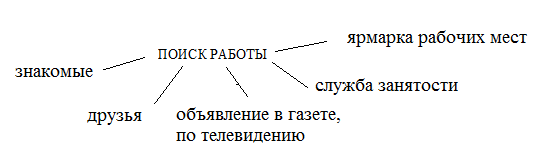 ярмарка рабочих мест
ПОИСК РАБОТЫ
знакомые
служба занятости
друзья
объявление в газете,
по телевидению